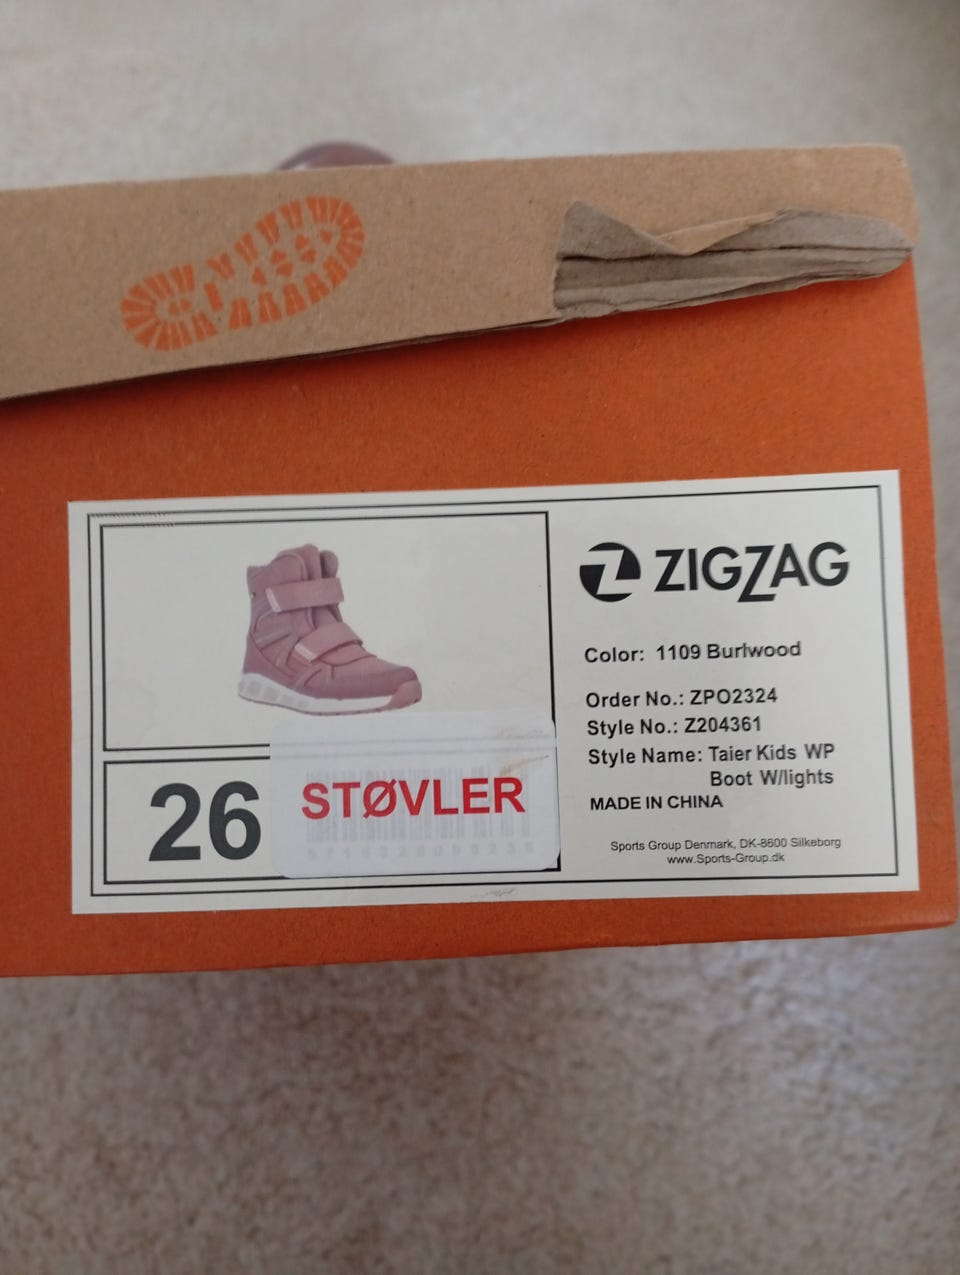 ZIGZAG
Color: 1109 Burlwood
Order No.: ZPO2324
Style No.: Z204361
Style Name: Taier Kids WP
Boot W/lights
MADE IN CHINA
Sports Group Denmark, DK-8600 Silkeborg
www.Sports-Group.dk
26
STØVLER